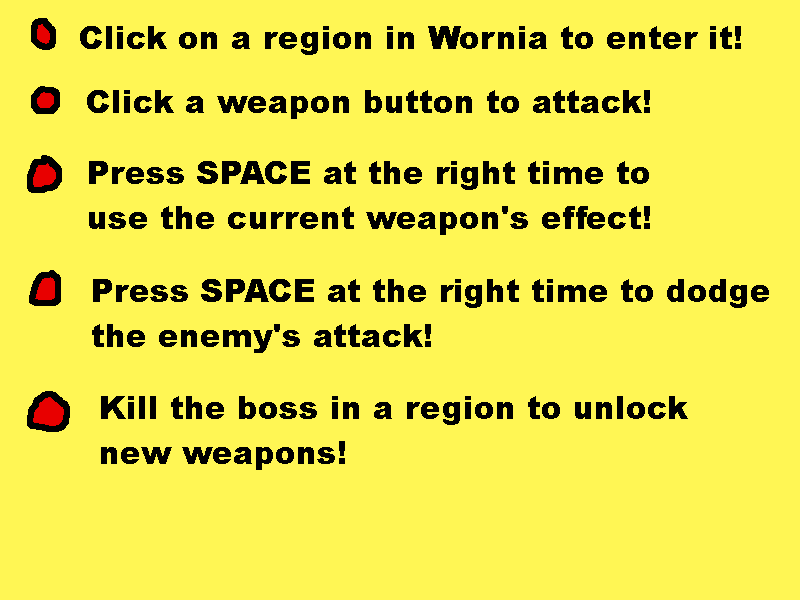 Click on a region in Wornia to enter it!
Click a weapon button to attack!
Press SPACE at the right time to
use the current weapon's effect!
Press SPACE at the right time to dodge
the enemy's attack!
Kill the boss in a region to unlock
new weapons!